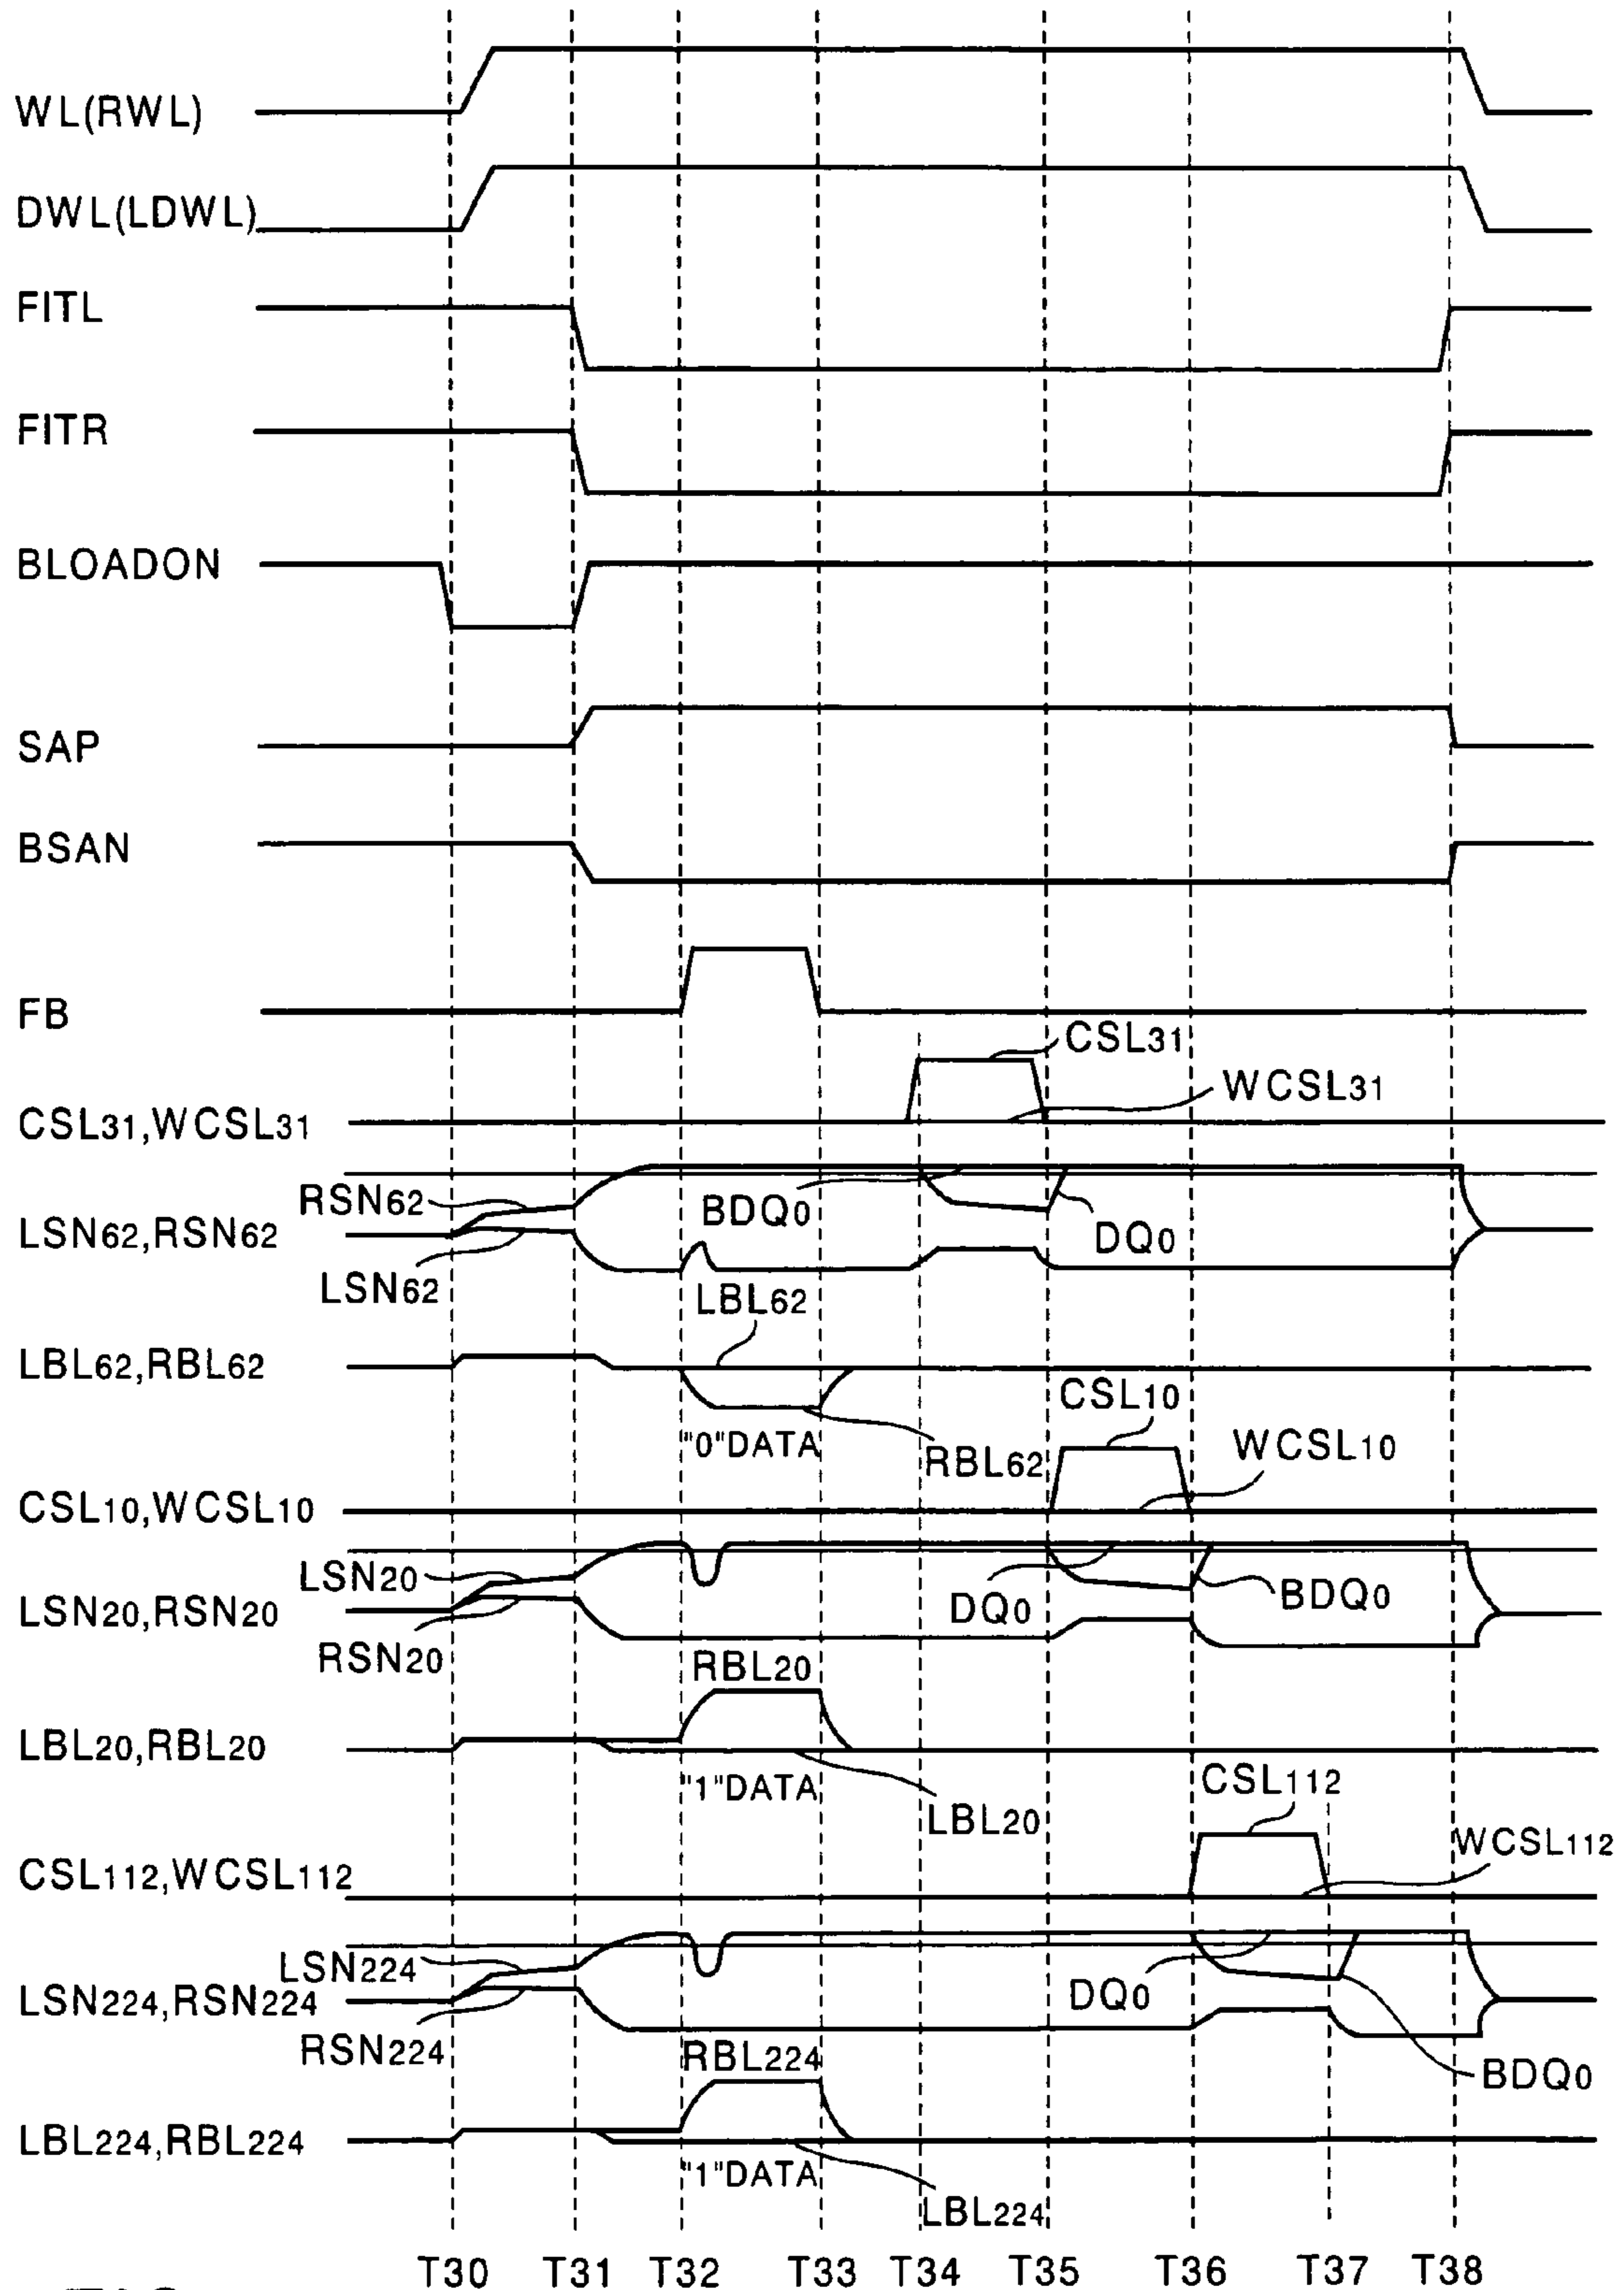 WL(RWL)
DWL(LDWL)
FITL
FITR
BLOADON
SAP
BSAN
FB
CSL31
WCSL31
CSL31,WCSL31
RSN62
BDQ0
DQ0
LSN62,RSN62
LSN62
LBL62
LBL62,RBL62
CSL10
"0"DATA
RBL62
WCSL10
CSL10,WCSL10
LSN20
DQ0
BDQ0
LSN20,RSN20
RSN20
RBL20
LBL20,RBL20
"1"DATA
LBL20
CSL112
WCSL112
CSL112,WCSL112
LSN224
DQ0
LSN224,RSN224
RSN224
RBL224
BDQ0
LBL224,RBL224
"1"DATA
LBL224
T30 T31 T32 T33 T34 T35 T36 T37 T38